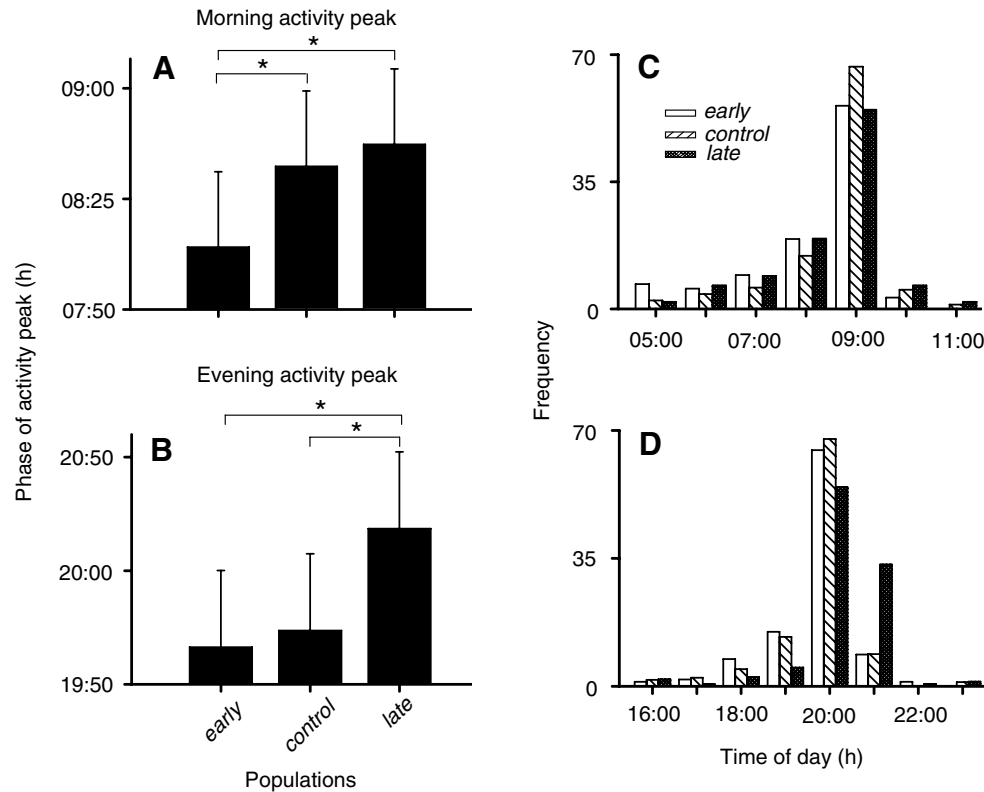 Morning activity peak
*
*
A
09:00
08:25
07:50
Phase of activity peak (h)
Evening activity peak
*
*
B
20:50
20:00
19:50
early
control
late
Populations
C
70
35
0
early
control
late
05:00
07:00
09:00
11:00
Frequency
D
70
35
0
16:00
18:00
20:00
22:00
Time of day (h)